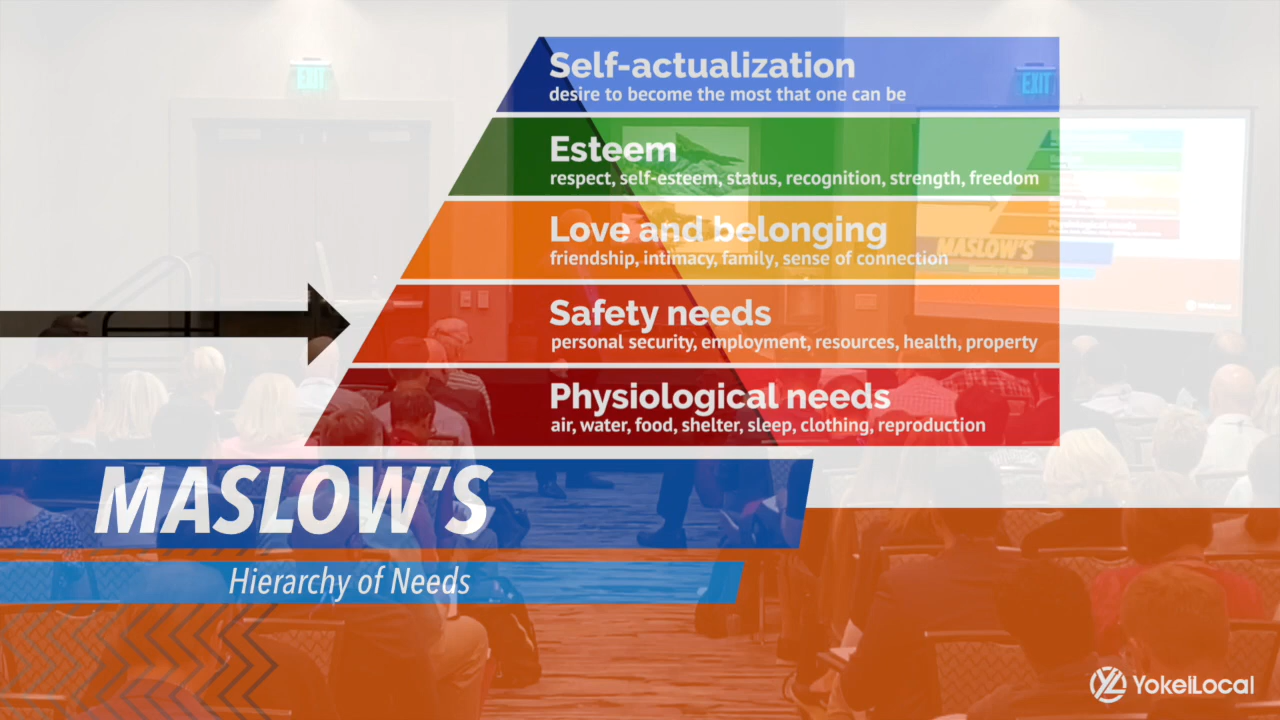 EXIT
EXIT
Self-actualization
desire to become the most that one can be
Esteem
respect, self-esteem, status, recognition, strength, freedom
Love and belonging
friendship, intimacy, family, sense of connection
Safety needs
personal security, employment, resources, health, property
Physiological needs
air, water, food, shelter, sleep, clothing, reproduction
MASLOW'S
MASLOW'S
Hierarchy of Needs
YokelLocal